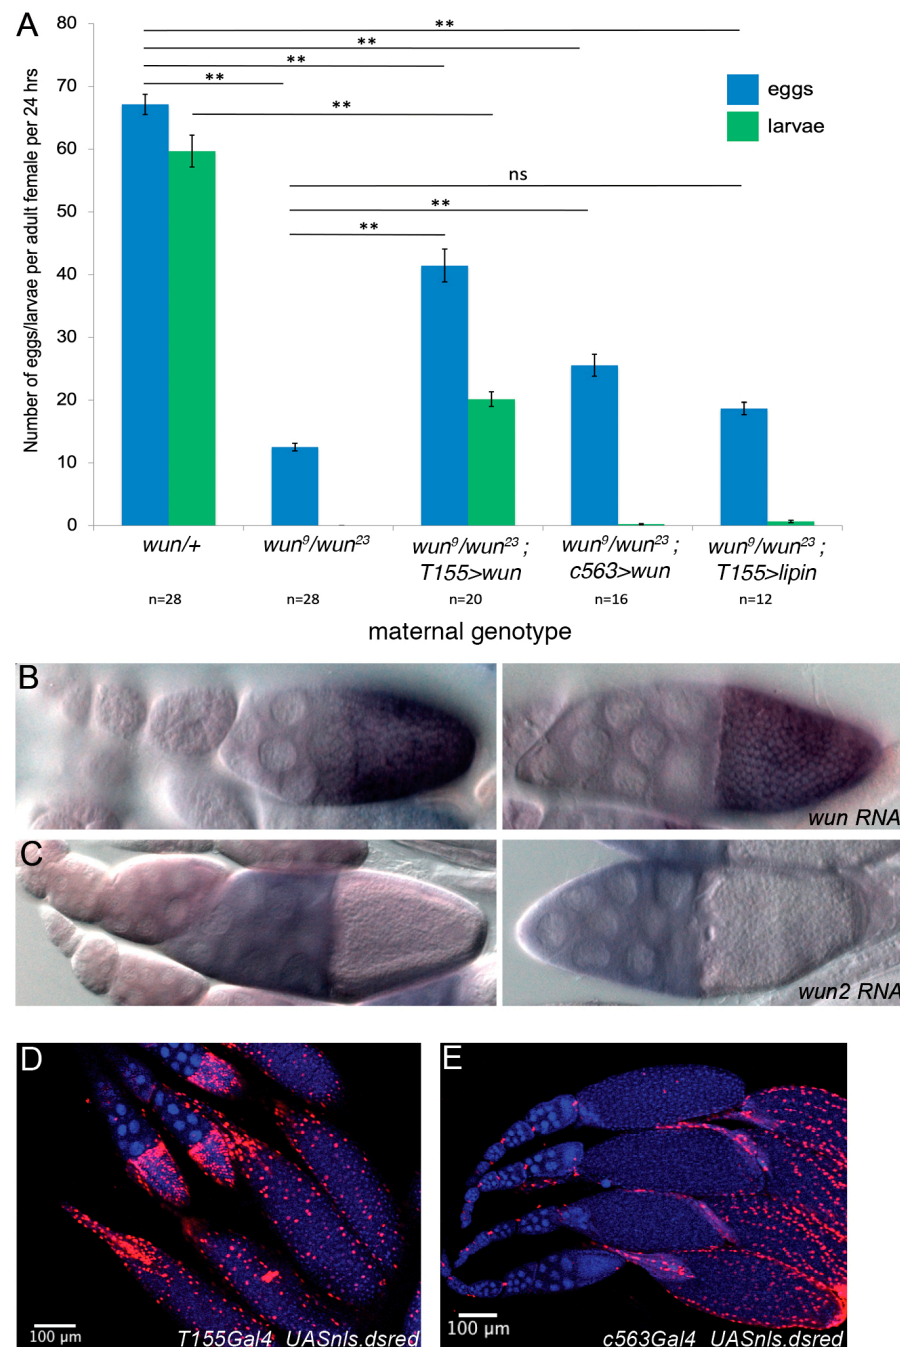 A
80
**
**
**
**
70
eggs
**
larvae
60
ns
50
**
**
40
30
20
10
0
Number of eggs/larvae per adult female per 24 hrs
wun/+ wun9/wun23 wun9/wun23 ; wun9/wun23 ; wun9/wun23 ;
T155>wun c563>wun T155>lipin
n=28 n=28 n=20 n=16 n=12
maternal genotype
B
wun RNA
C
wun2 RNA
D
100 µm
T155Gal4 UASnls.dsred
E
100 µm
c563Gal4 UASnls.dsred